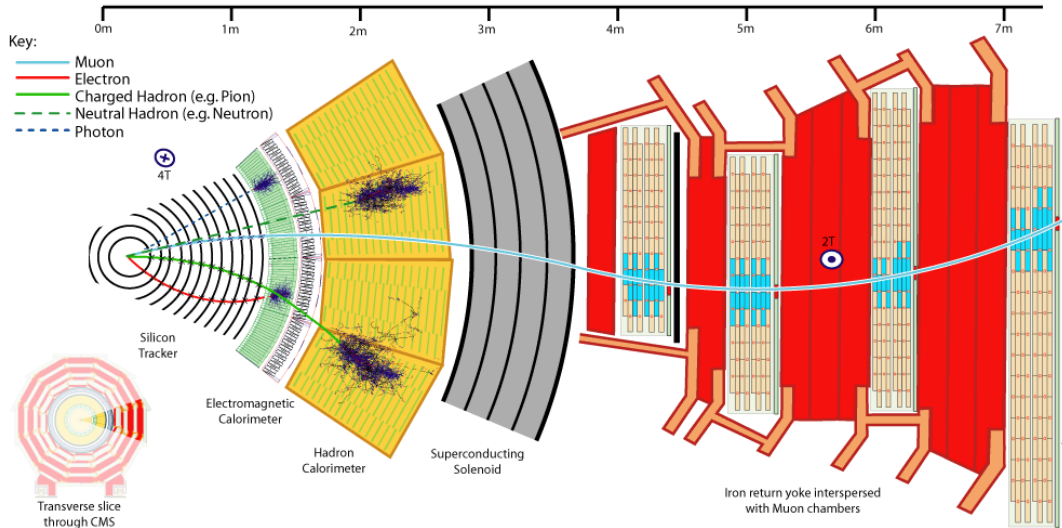 0m 1m 2m 3m 4m 5m 6m 7m
Key:
Muon
Electron
Charged Hadron (e.g. Pion)
Neutral Hadron (e.g. Neutron)
Photon
4T
2T
Silicon
Tracker
Electromagnetic
Calorimeter
Hadron
Calorimeter
Superconducting
Solenoid
Iron return yoke interspersed
with Muon chambers
Transverse slice
through CMS